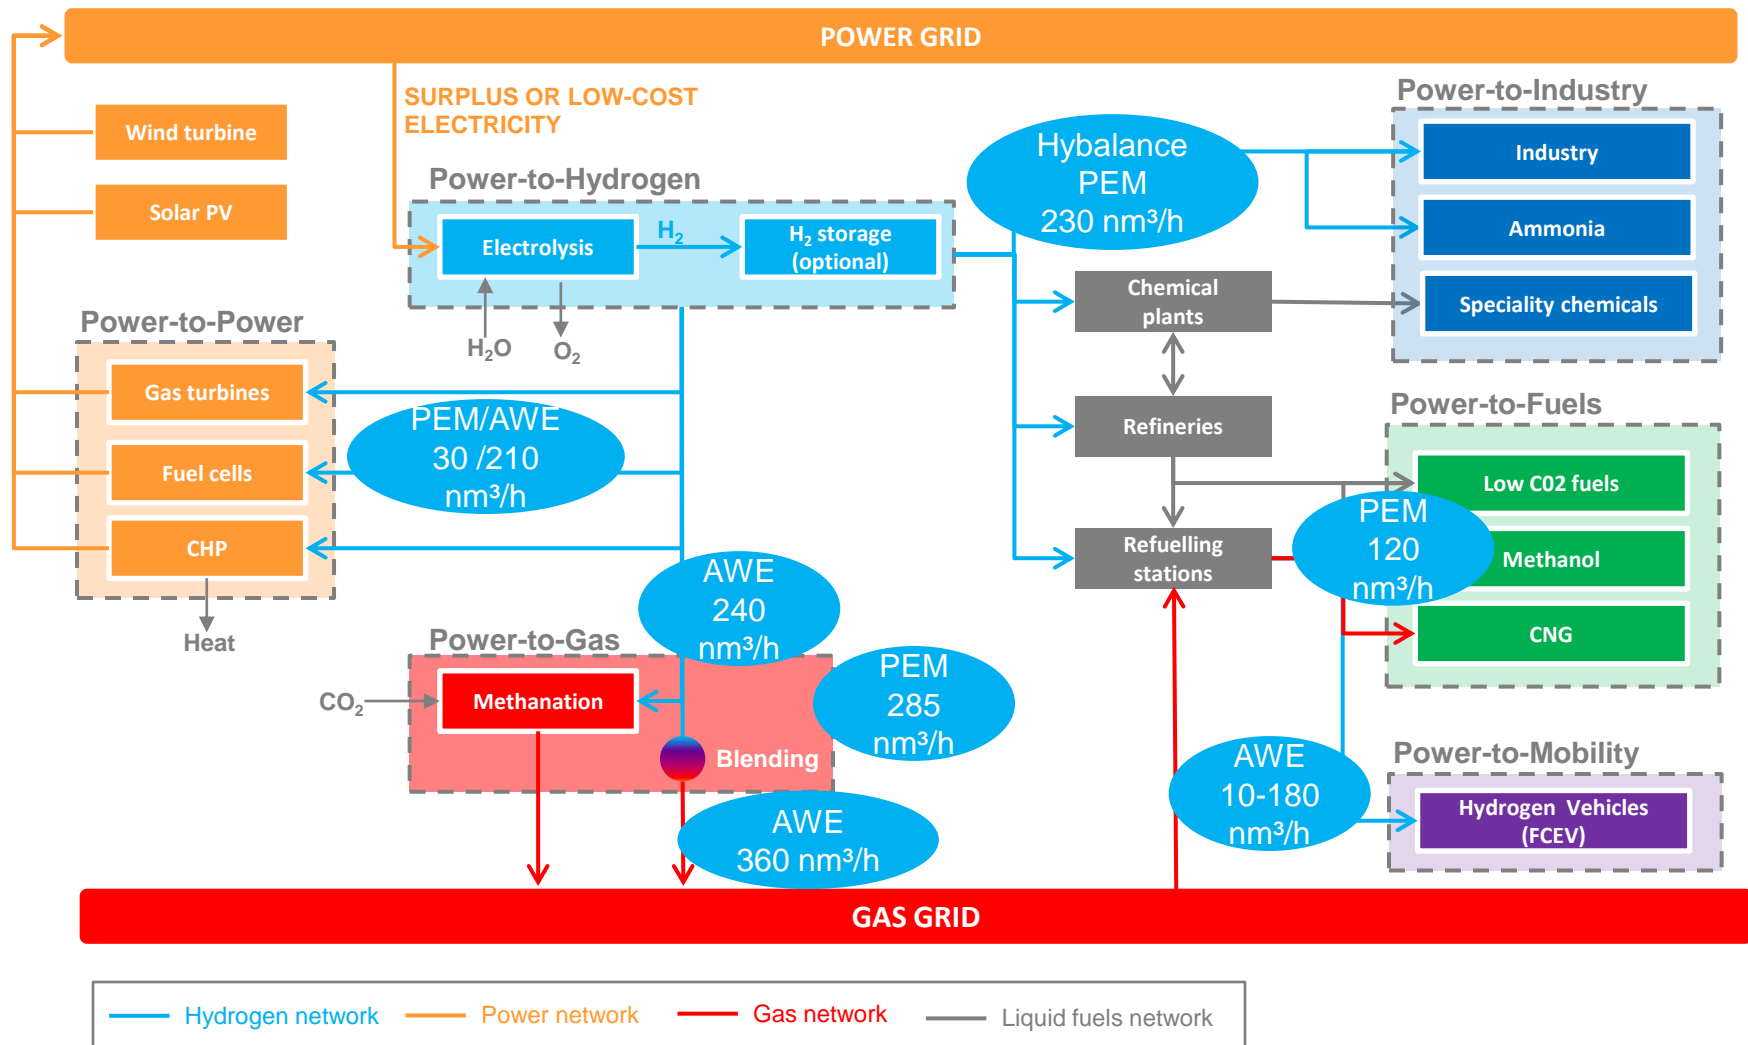 POWER GRID
SURPLUS OR LOW-COST
ELECTRICITY
Wind turbine
Solar PV
Power-to-Hydrogen
Electrolysis
H₂
H₂ storage
(optional)
H₂O
O₂
Hybalance
PEM
230 nm³/h
Power-to-Industry
Industry
Ammonia
Speciality chemicals
Chemical
plants
Refineries
Refuelling
stations
Power-to-Power
Gas turbines
Fuel cells
CHP
Heat
PEM/AWE
30 /210
nm³/h
Power-to-Fuels
Low C02 fuels
Methanol
CNG
PEM
120
nm³/h
AWE
240
nm³/h
Power-to-Gas
CO₂
Methanation
Blending
PEM
285
nm³/h
AWE
360 nm³/h
AWE
10-180
nm³/h
Power-to-Mobility
Hydrogen Vehicles
(FCEV)
GAS GRID
Hydrogen network
Power network
Gas network
Liquid fuels network